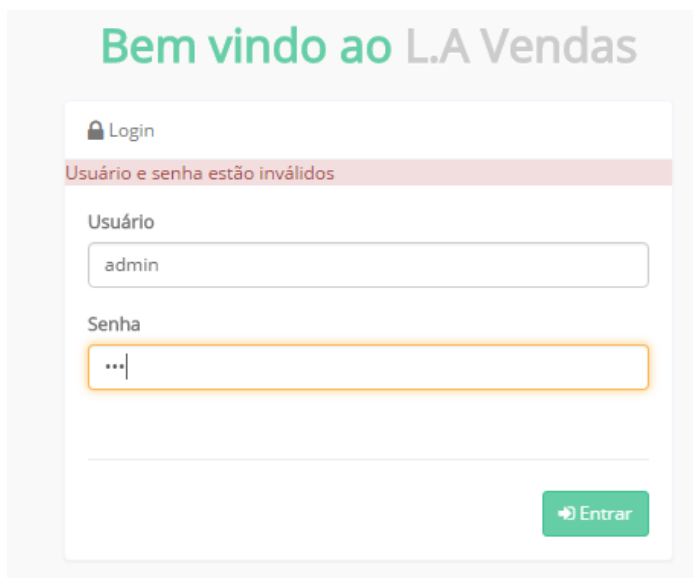 Bem vindo ao L.A Vendas
Login
Usuário e senha estão inválidos
Usuário
admin
Senha
•••
Entrar